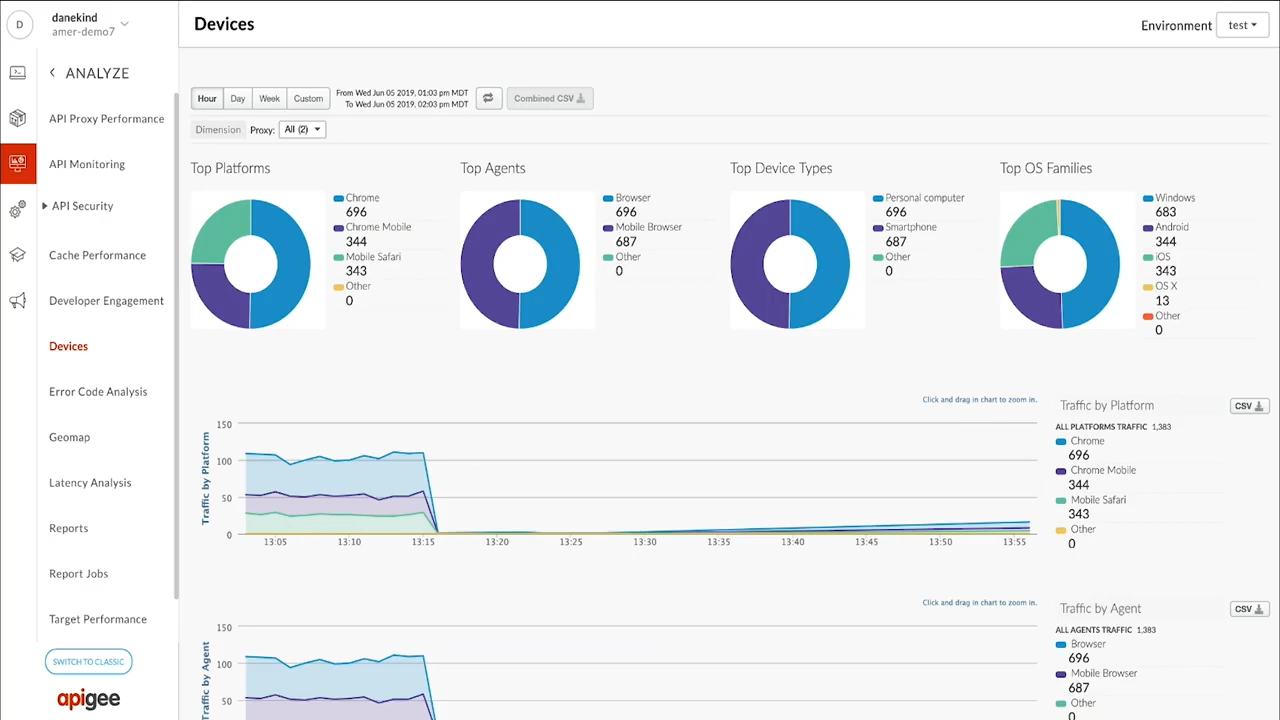 D
danekind
amer-demo7
ANALYZE
API Proxy Performance
API Monitoring
API Security
Cache Performance
Developer Engagement
Devices
Error Code Analysis
Geomap
Latency Analysis
Reports
Report Jobs
Target Performance
SWITCH TO CLASSIC
apigee
Devices
Environment test
Hour Day Week Custom
From Wed Jun 05 2019, 01:03 pm MDT
To Wed Jun 05 2019, 02:03 pm MDT
Combined CSV
Dimension Proxy: All (2)
Top Platforms
Chrome
696
Chrome Mobile
344
Mobile Safari
343
Other
0
Top Agents
Browser
696
Mobile Browser
687
Other
0
Top Device Types
Personal computer
696
Smartphone
687
Other
0
Top OS Families
Windows
683
Android
344
iOS
343
OS X
13
Other
0
Click and drag in chart to zoom in.
Traffic by Platform
150
100
50
0
13:05 13:10 13:15 13:20 13:25 13:30 13:35 13:40 13:45 13:50 13:55
Traffic by Platform
CSV
ALL PLATFORMS TRAFFIC 1,383
Chrome
696
Chrome Mobile
344
Mobile Safari
343
Other
0
Click and drag in chart to zoom in.
Traffic by Agent
150
100
50
Traffic by Agent
CSV
ALL AGENTS TRAFFIC 1,383
Browser
696
Mobile Browser
687
Other
0